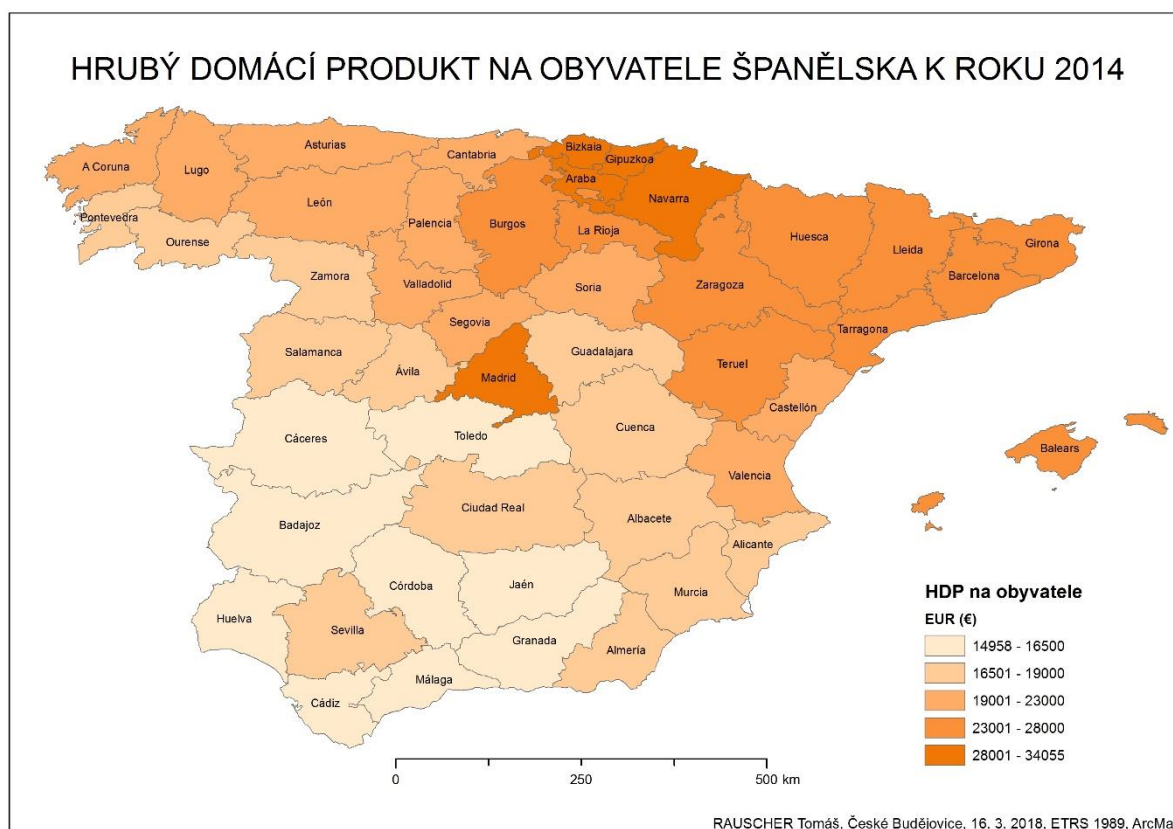 HRUBÝ DOMÁCÍ PRODUKT NA OBYVATELE ŠPANĚLSKA K ROKU 2014
A Coruna
Lugo
Asturias
Cantabria
Bizkaia
Gipuzkoa
Araba
Navarra
Pontevedra
Ourense
León
Palencia
Burgos
La Rioja
Huesca
Lleida
Girona
Barcelona
Zamora
Valladolid
Soria
Zaragoza
Tarragona
Segovia
Salamanca
Ávila
Madrid
Guadalajara
Teruel
Castellón
Cáceres
Toledo
Cuenca
Valencia
Balears
Badajoz
Ciudad Real
Albacete
Alicante
Huelva
Sevilla
Córdoba
Jaén
Murcia
Granada
Almería
Cádiz
Málaga
HDP na obyvatele
EUR (€)
14958 - 16500
16501 - 19000
19001 - 23000
23001 - 28000
28001 - 34055
0 250 500 km
RAUSCHER Tomáš, České Budějovice, 16. 3. 2018, ETRS 1989, ArcMa